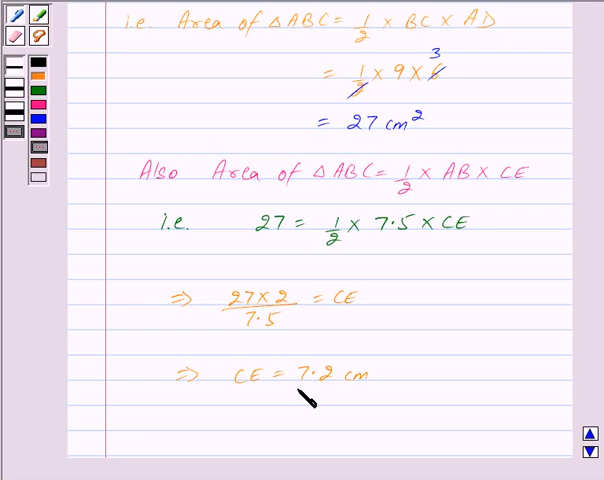 i.e. Area of △ABC = 1/2 × BC × AD
= 1/2 × 9 × 6 3
= 27 cm²
Also Area of △ABC = 1/2 × AB × CE
i.e. 27 = 1/2 × 7.5 × CE
⇒ 27×2/7.5 = CE
⇒ CE = 7.2 cm